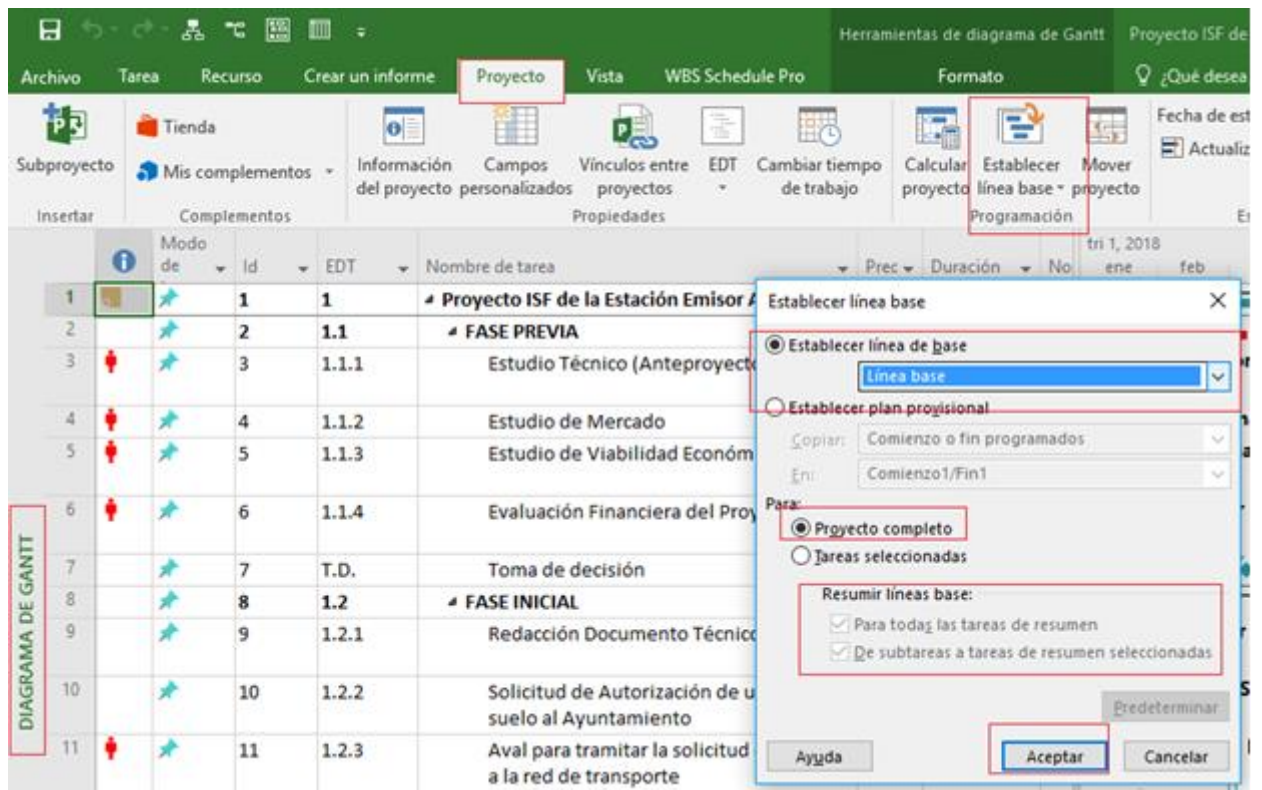 Herramientas de diagrama de Gantt Proyecto ISF de
Archivo Tarea Recurso Crear un informe Proyecto Vista WBS Schedule Pro Formato ¿Qué desea
Subproyecto
Tienda
Mis complementos
Información del proyecto
Campos personalizados
Vínculos entre proyectos
EDT
Cambiar tiempo de trabajo
Calcular proyecto
Establecer línea base
Mover proyecto
Fecha de est
Actualiz
Insertar Complementos Propiedades Programación
Modo de Id EDT Nombre de tarea Prec Duración No
tri 1, 2018
ene feb
1 1 1 Proyecto ISF de la Estación Emisor
2 2 1.1 FASE PREVIA
3 3 1.1.1 Estudio Técnico (Anteproyect
4 4 1.1.2 Estudio de Mercado
5 5 1.1.3 Estudio de Viabilidad Económ
6 6 1.1.4 Evaluación Financiera del Proy
7 7 T.D. Toma de decisión
8 8 1.2 FASE INICIAL
9 9 1.2.1 Redacción Documento Técnico
10 10 1.2.2 Solicitud de Autorización de u
suelo al Ayuntamiento
11 11 1.2.3 Aval para tramitar la solicitud
a la red de transporte
DIAGRAMA DE GANTT
Establecer línea base
Establecer línea de base
Línea base
Establecer plan provisional
Copiar: Comienzo o fin programados
En: Comienzo1/Fin1
Para:
Proyecto completo
Tareas seleccionadas
Resumir líneas base:
Para todas las tareas de resumen
De subtareas a tareas de resumen seleccionadas
Predeterminar
Ayuda Aceptar Cancelar